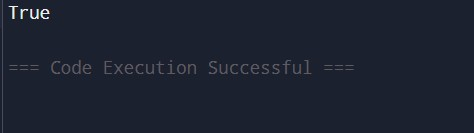 True
=== Code Execution Successful ===